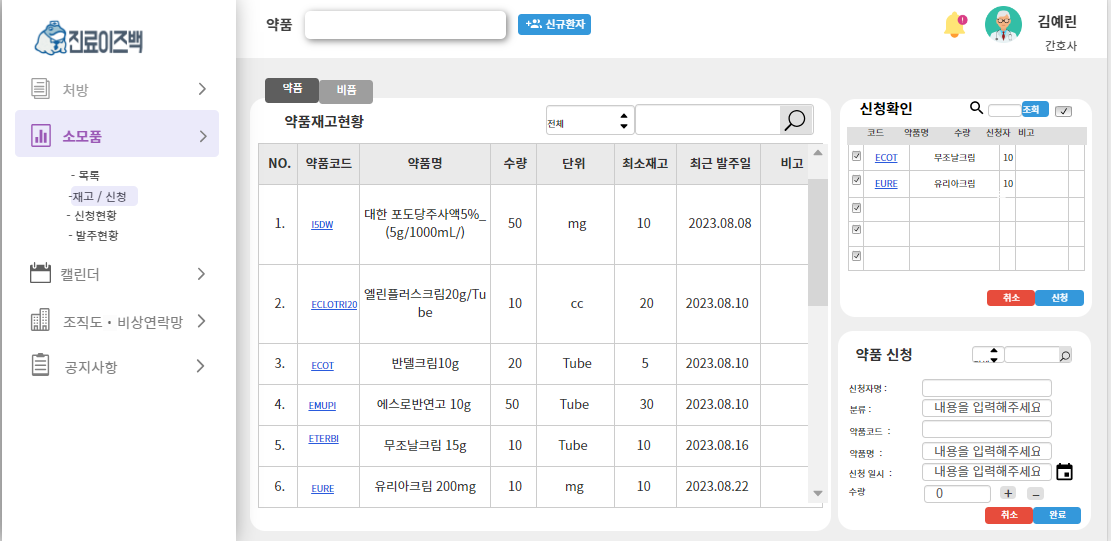 진료이즈백
처방
소모품
- 목록
-재고 / 신청
- 신청현황
- 발주현황
캘린더
조직도・비상연락망
공지사항
약품
신규환자
김예린
간호사
약품
비품
약품재고현황
전체
NO. 약품코드 약품명 수량 단위 최소재고 최근 발주일 비고
1. I5DW 대한 포도당주사액5%_(5g/1000mL/) 50 mg 10 2023.08.08
2. ECLOTRI20 엘린플러스크림20g/Tube 10 cc 20 2023.08.10
3. ECOT 반델크림10g 20 Tube 5 2023.08.10
4. EMUPI 에스로반연고 10g 50 Tube 30 2023.08.10
5. ETERBI 무조날크림 15g 10 Tube 10 2023.08.16
6. EURE 유리아크림 200mg 10 mg 10 2023.08.22
신청확인
조회
코드 약품명 수량 신청자 비고
ECOT 무조날크림 10
EURE 유리아크림 10
취소 신청
약품 신청
신청자명 :
분류 : 내용을 입력해주세요
약품코드 :
약품명 : 내용을 입력해주세요
신청 일시 : 내용을 입력해주세요
수량 0 + –
취소 완료